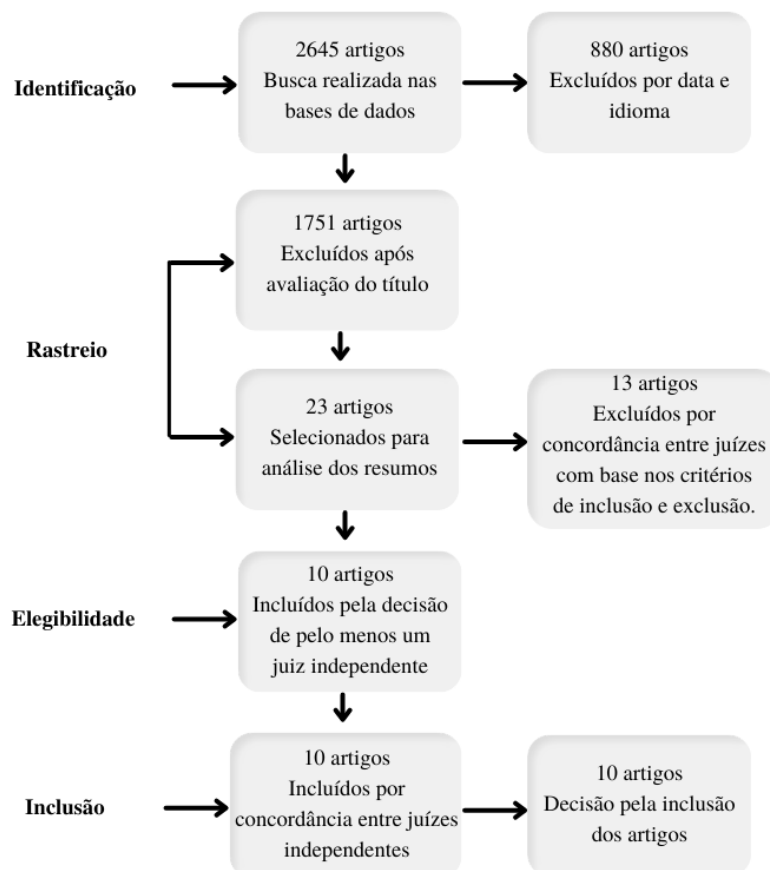 2645 artigos
Busca realizada nas
bases de dados
880 artigos
Excluídos por data e
idioma
Identificação
1751 artigos
Excluídos após
avaliação do título
Rastreio
23 artigos
Selecionados para
análise dos resumos
13 artigos
Excluídos por
concordância entre juízes
com base nos critérios
de inclusão e exclusão.
10 artigos
Incluídos pela decisão
de pelo menos um
juiz independente
Elegibilidade
10 artigos
Incluídos por
concordância entre juízes
independentes
10 artigos
Decisão pela inclusão
dos artigos
Inclusão